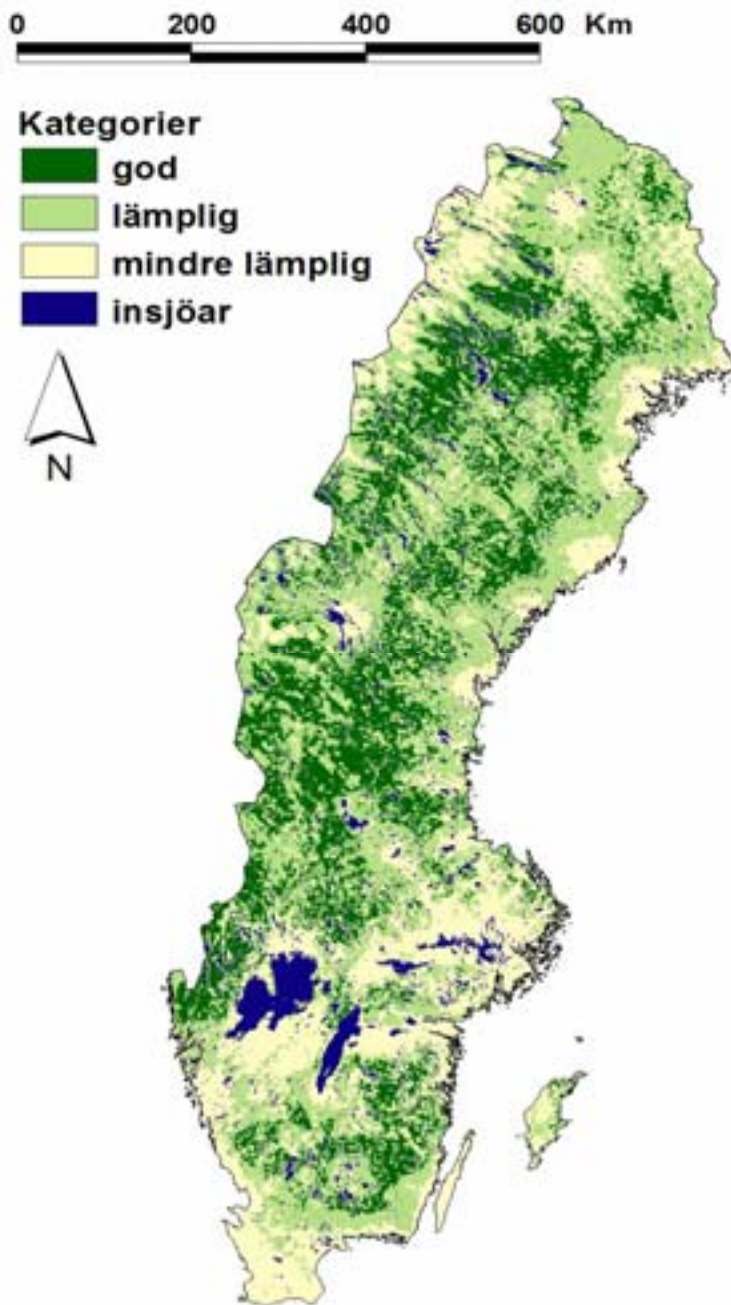 0 200 400 600 Km
Kategorier
god
lämplig
mindre lämplig
insjöar
N